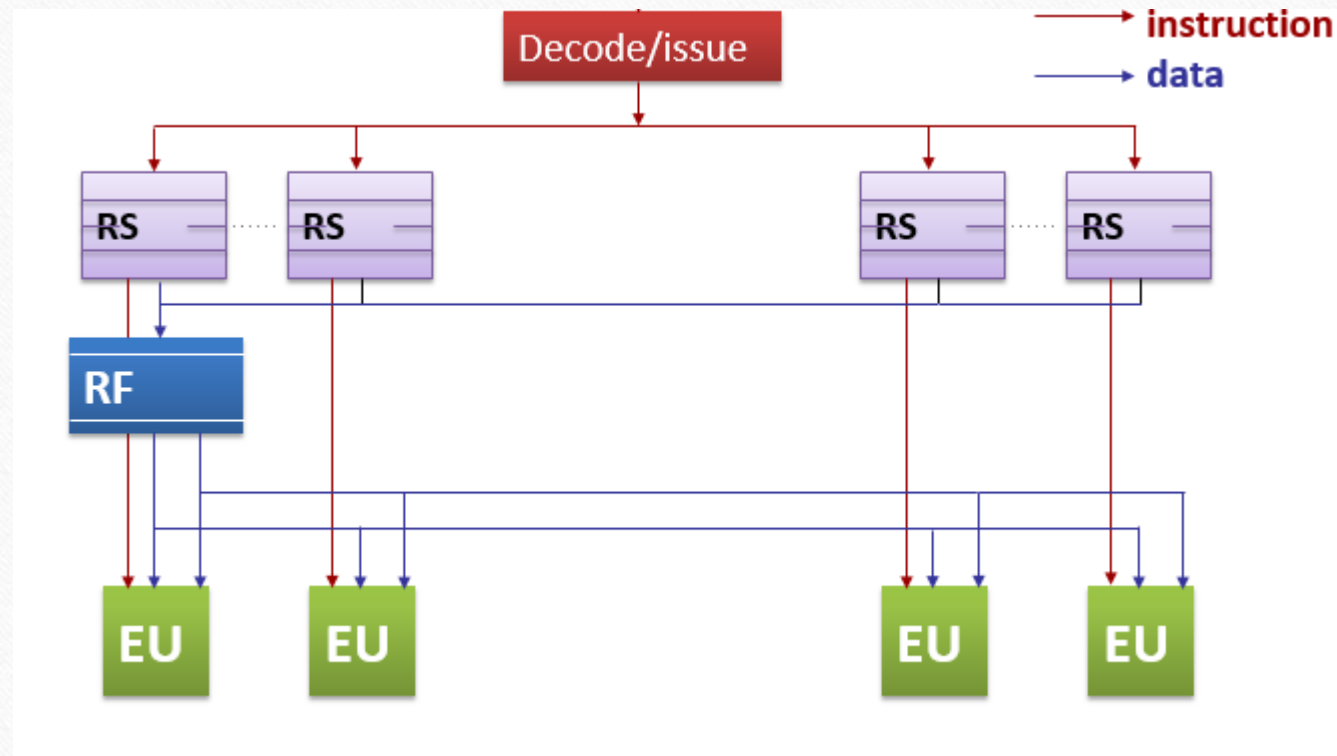 Decode/issue
instruction
data
RS
RS
RS
RS
RF
EU
EU
EU
EU